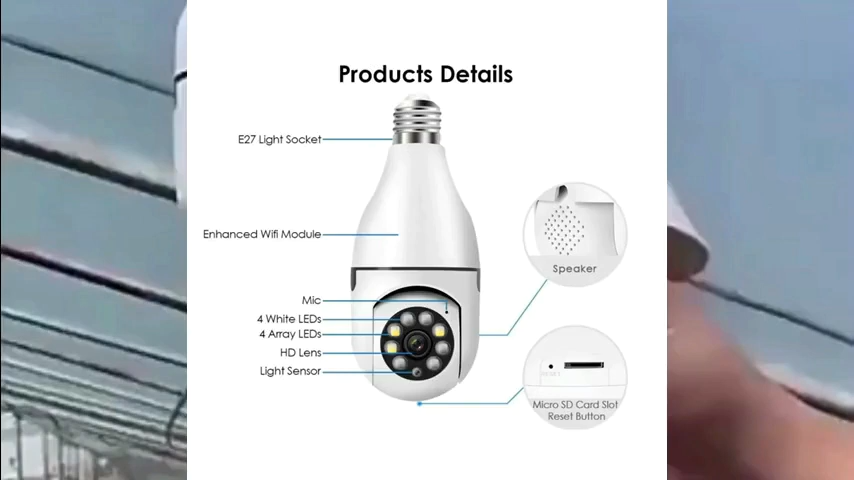 Products Details
E27 Light Socket
Enhanced Wifi Module
Mic
4 White LEDs
4 Array LEDs
HD Lens
Light Sensor
Speaker
RESET
Micro SD Card Slot
Reset Button